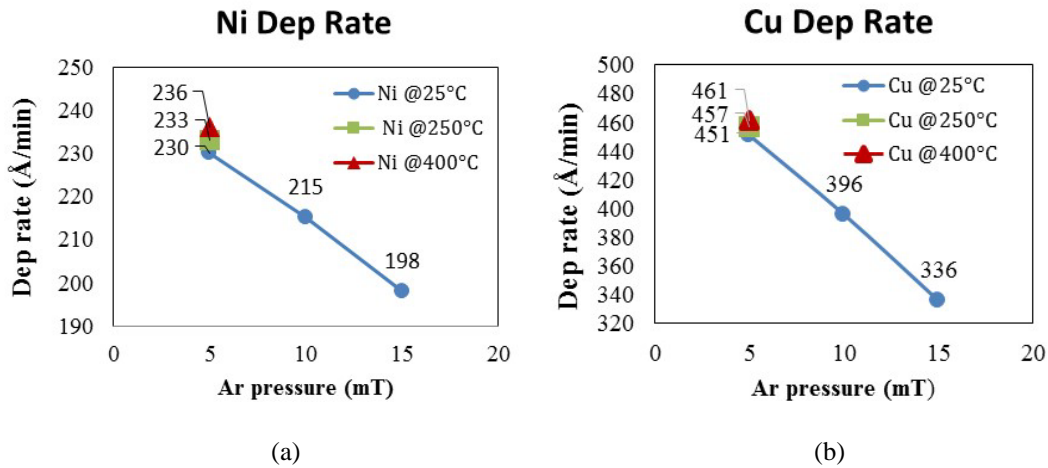 Ni Dep Rate
250
240
230
220
210
200
190
0
5
10
15
20
Dep rate (Å/min)
Ar pressure (mT)
236
233
230
215
198
Ni @25°C
Ni @250°C
Ni @400°C
(a)
Cu Dep Rate
500
480
460
440
420
400
380
360
340
320
0
5
10
15
20
Dep rate (Å/min)
Ar pressure (mT)
461
457
451
396
336
Cu @25°C
Cu @250°C
Cu @400°C
(b)